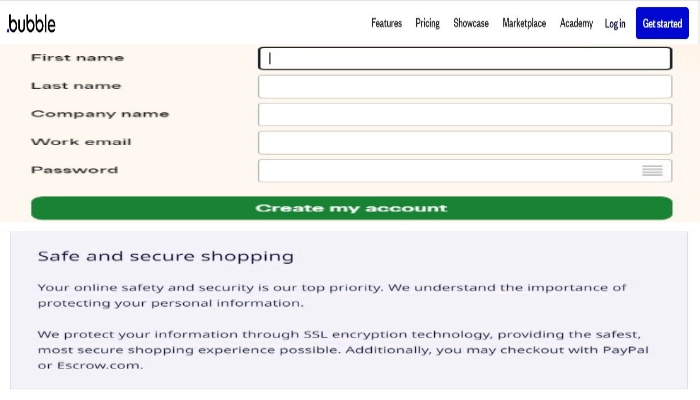 .bubble
Features Pricing Showcase Marketplace Academy Log in Get started
First name
Last name
Company name
Work email
Password
Create my account
Safe and secure shopping
Your online safety and security is our top priority. We understand the importance of
protecting your personal information.
We protect your information through SSL encryption technology, providing the safest,
most secure shopping experience possible. Additionally, you may checkout with PayPal
or Escrow.com.